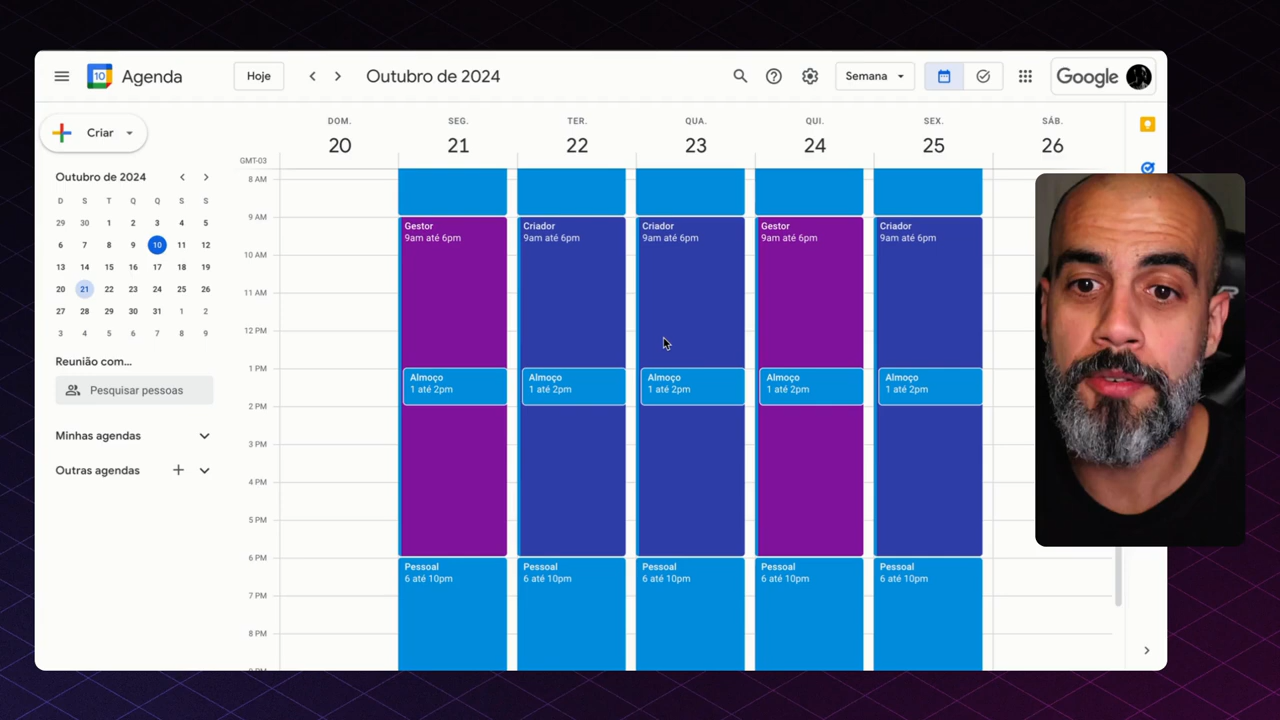 10 Agenda
Hoje
Outubro de 2024
Semana
Google
Criar
Outubro de 2024
D S T Q Q S S
29 30 1 2 3 4 5
6 7 8 9 10 11 12
13 14 15 16 17 18 19
20 21 22 23 24 25 26
27 28 29 30 31 1 2
3 4 5 6 7 8 9
Reunião com...
Pesquisar pessoas
Minhas agendas
Outras agendas
DOM. SEG. TER. QUA. QUI. SEX. SÁB.
20 21 22 23 24 25 26
GMT-03
8 AM
9 AM
Gestor Criador Criador Gestor Criador
9am até 6pm 9am até 6pm 9am até 6pm 9am até 6pm 9am até 6pm
10 AM
11 AM
12 PM
1 PM
Almoço Almoço Almoço Almoço Almoço
1 até 2pm 1 até 2pm 1 até 2pm 1 até 2pm 1 até 2pm
2 PM
3 PM
4 PM
5 PM
6 PM
Pessoal Pessoal Pessoal Pessoal Pessoal
6 até 10pm 6 até 10pm 6 até 10pm 6 até 10pm 6 até 10pm
7 PM
8 PM